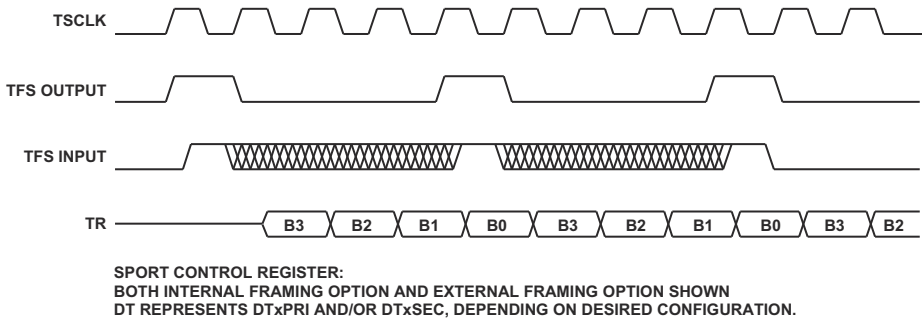 TSCLK
TFS OUTPUT
TFS INPUT
TR B3 B2 B1 B0 B3 B2 B1 B0 B3 B2
SPORT CONTROL REGISTER:
BOTH INTERNAL FRAMING OPTION AND EXTERNAL FRAMING OPTION SHOWN
DT REPRESENTS DTxPRI AND/OR DTxSEC, DEPENDING ON DESIRED CONFIGURATION.